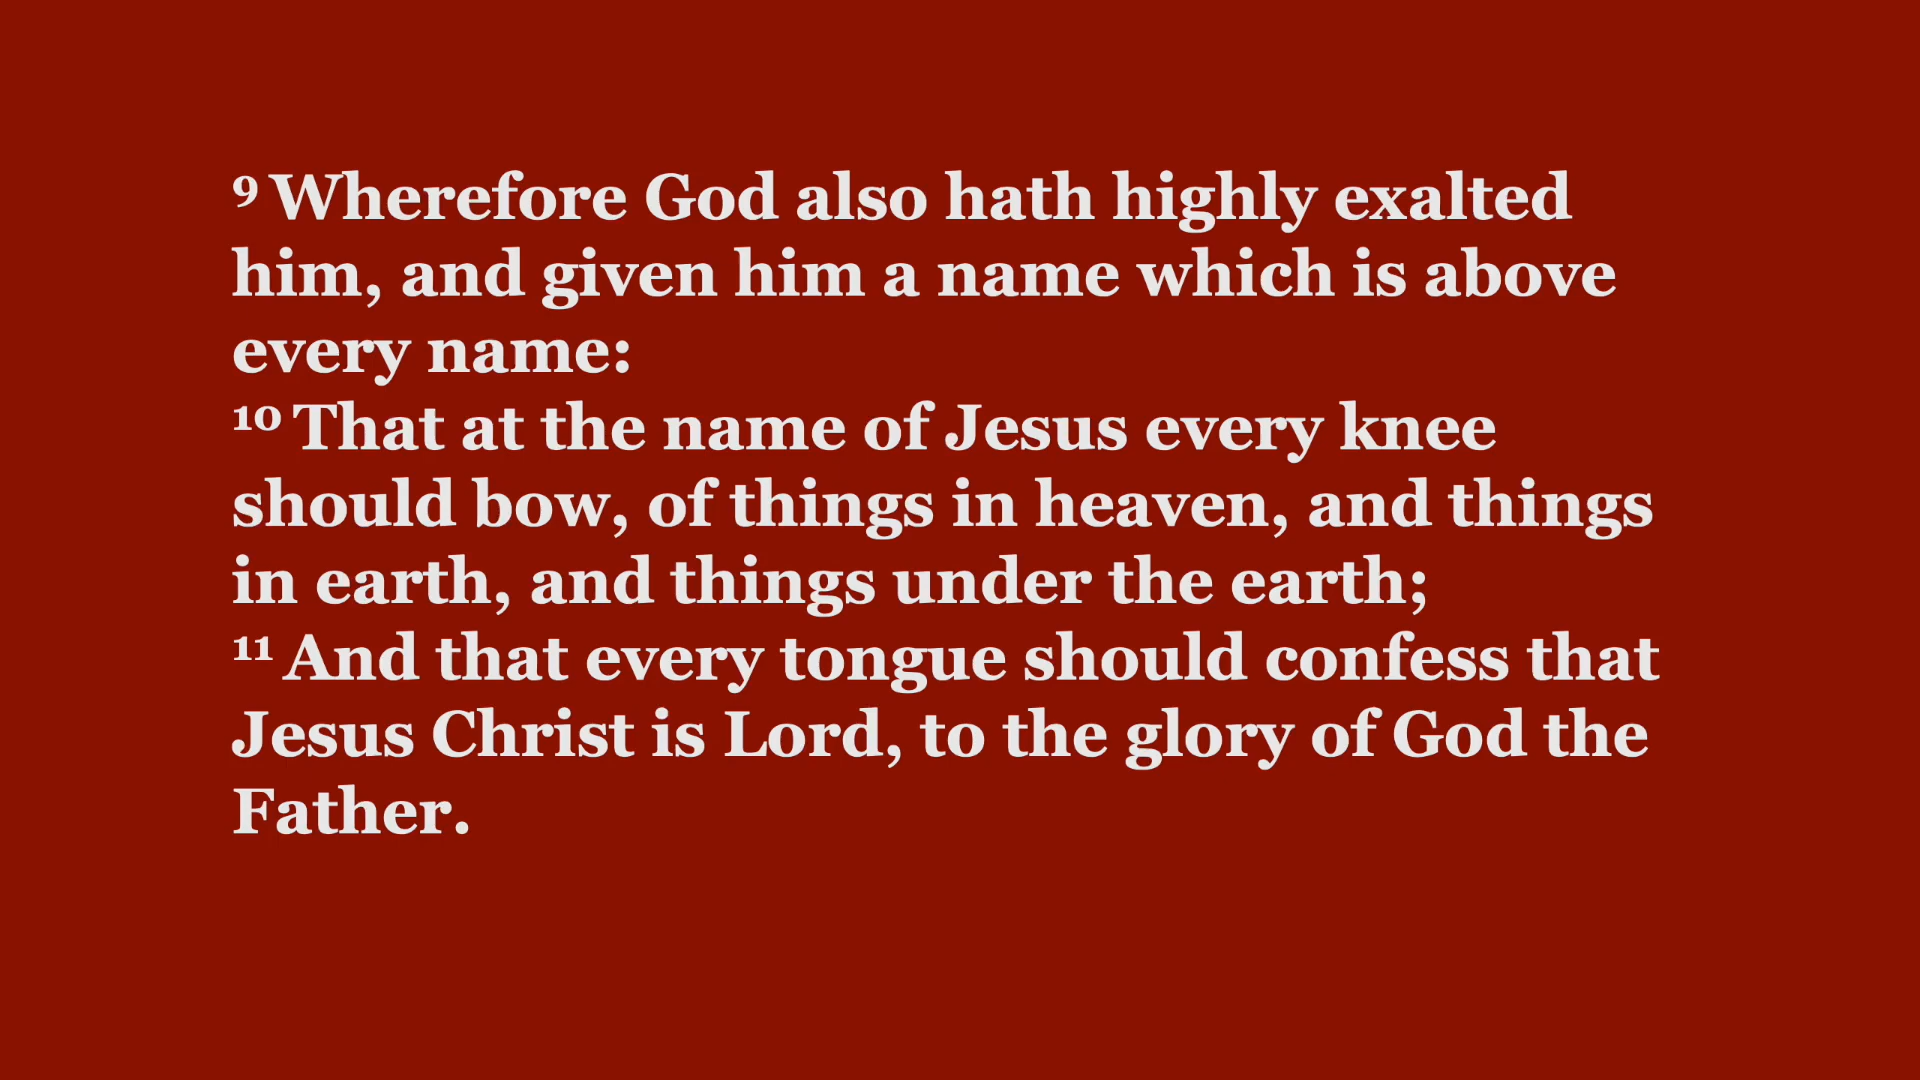 ⁹ Wherefore God also hath highly exalted
him, and given him a name which is above
every name:
¹⁰ That at the name of Jesus every knee
should bow, of things in heaven, and things
in earth, and things under the earth;
¹¹ And that every tongue should confess that
Jesus Christ is Lord, to the glory of God the
Father.